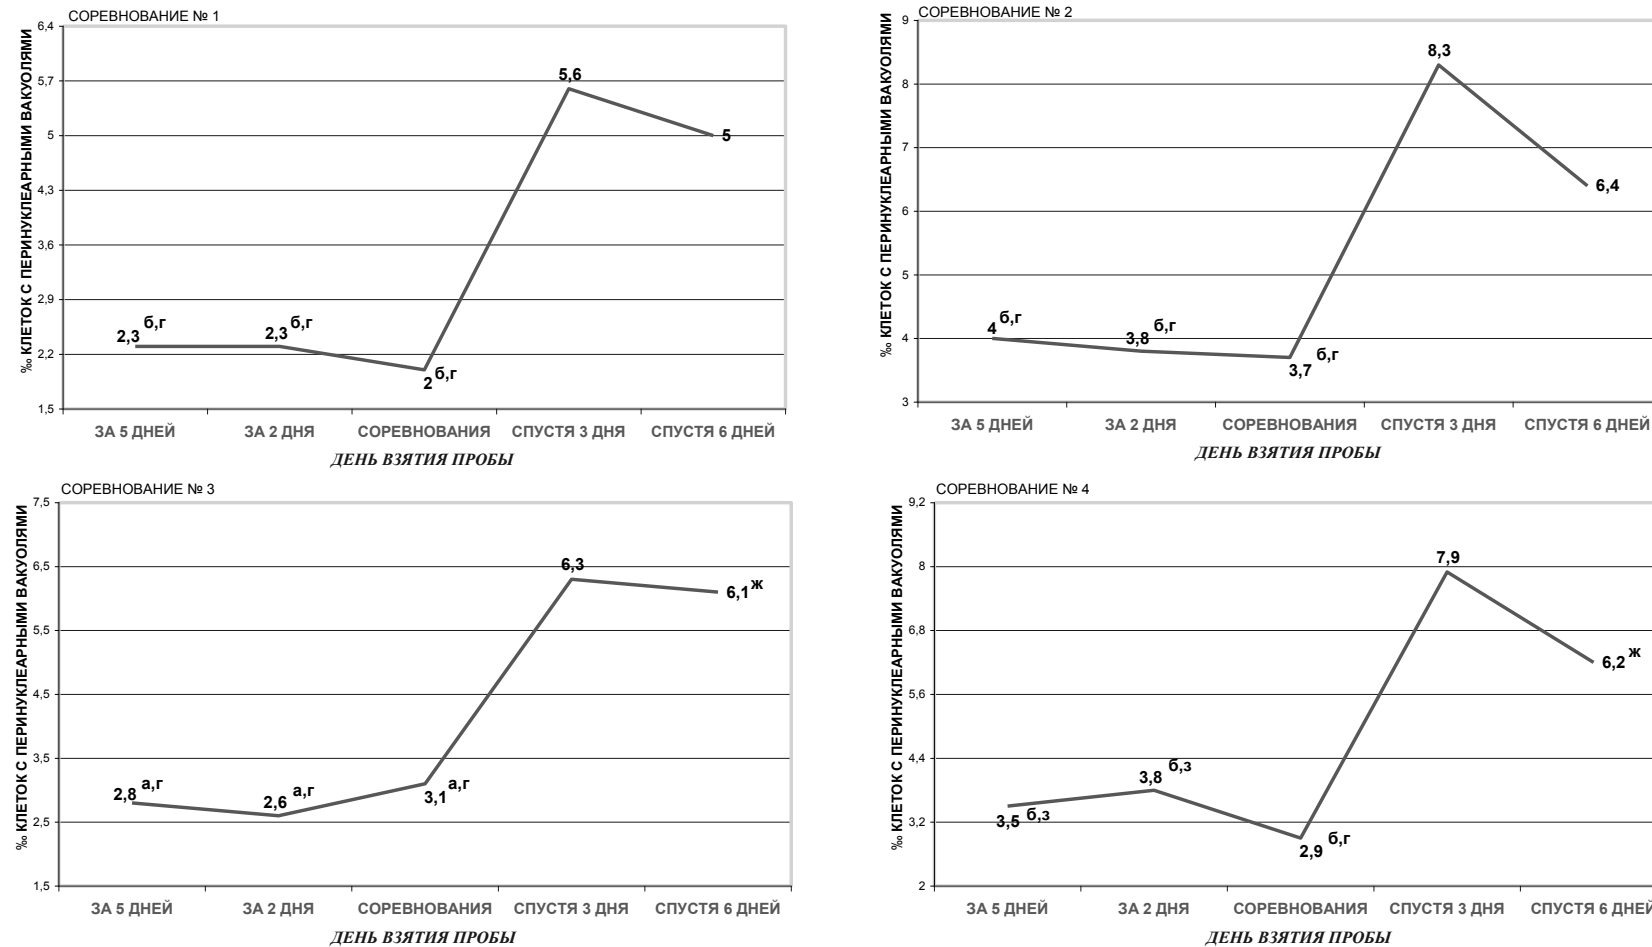 СОРЕВНОВАНИЕ № 1
‰ КЛЕТОК С ПЕРИНУКЛЕАРНЫМИ ВАКУОЛЯМИ
6,4
5,7
5
4,3
3,6
2,9
2,2
1,5
2,3 б,г
2,3 б,г
2 б,г
5,6
5
ЗА 5 ДНЕЙ ЗА 2 ДНЯ СОРЕВНОВАНИЯ СПУСТЯ 3 ДНЯ СПУСТЯ 6 ДНЕЙ
ДЕНЬ ВЗЯТИЯ ПРОБЫ
СОРЕВНОВАНИЕ № 2
‰ КЛЕТОК С ПЕРИНУКЛЕАРНЫМИ ВАКУОЛЯМИ
9
8
7
6
5
4
3
4 б,г
3,8 б,г
3,7 б,г
8,3
6,4
ЗА 5 ДНЕЙ ЗА 2 ДНЯ СОРЕВНОВАНИЯ СПУСТЯ 3 ДНЯ СПУСТЯ 6 ДНЕЙ
ДЕНЬ ВЗЯТИЯ ПРОБЫ
СОРЕВНОВАНИЕ № 3
‰ КЛЕТОК С ПЕРИНУКЛЕАРНЫМИ ВАКУОЛЯМИ
7,5
6,5
5,5
4,5
3,5
2,5
1,5
2,8 а,г
2,6 а,г
3,1 а,г
6,3
6,1 ж
ЗА 5 ДНЕЙ ЗА 2 ДНЯ СОРЕВНОВАНИЯ СПУСТЯ 3 ДНЯ СПУСТЯ 6 ДНЕЙ
ДЕНЬ ВЗЯТИЯ ПРОБЫ
СОРЕВНОВАНИЕ № 4
‰ КЛЕТОК С ПЕРИНУКЛЕАРНЫМИ ВАКУОЛЯМИ
9,2
8
6,8
5,6
4,4
3,2
2
3,5 б,з
3,8 б,з
2,9 б,г
7,9
6,2 ж
ЗА 5 ДНЕЙ ЗА 2 ДНЯ СОРЕВНОВАНИЯ СПУСТЯ 3 ДНЯ СПУСТЯ 6 ДНЕЙ
ДЕНЬ ВЗЯТИЯ ПРОБЫ